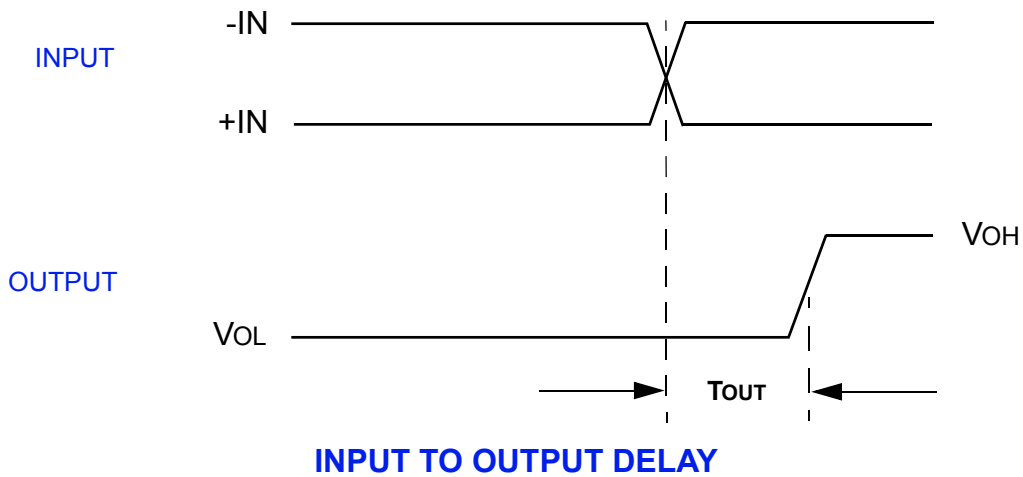 -IN
INPUT
+IN
VOH
OUTPUT
VOL
TOUT
INPUT TO OUTPUT DELAY